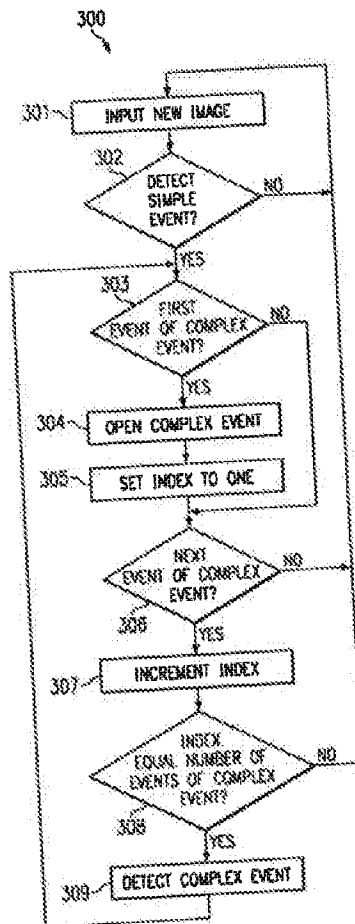 300
301
INPUT NEW IMAGE
302
DETECT
SIMPLE
EVENT?
NO
YES
303
FIRST
EVENT OF COMPLEX
EVENT?
NO
YES
304
OPEN COMPLEX EVENT
305
SET INDEX TO ONE
NEXT
EVENT OF COMPLEX
EVENT?
NO
306
YES
307
INCREMENT INDEX
INDEX
EQUAL NUMBER OF
EVENTS OF COMPLEX
EVENT?
NO
308
YES
309
DETECT COMPLEX EVENT